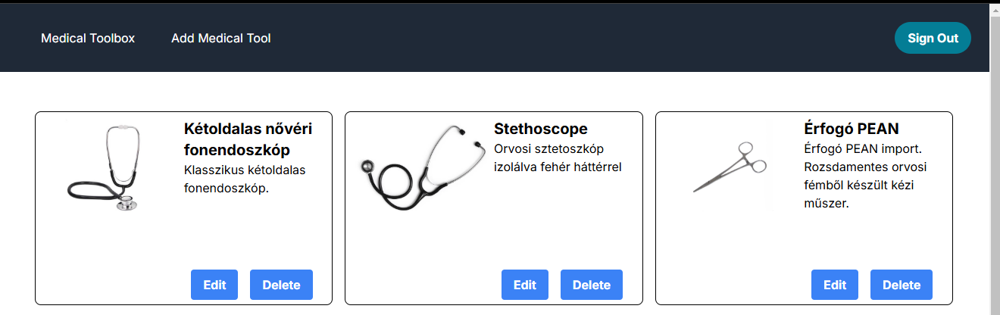 Medical Toolbox Add Medical Tool Sign Out
Kétoldalas nővéri
fonendoszkóp
Klasszikus kétoldalas
fonendoszkóp.
Edit Delete
Stethoscope
Orvosi sztetoszkóp
izolálva fehér háttérrel
Edit Delete
Érfogó PEAN
Érfogó PEAN import.
Rozsdamentes orvosi
fémből készült kézi
műszer.
Edit Delete